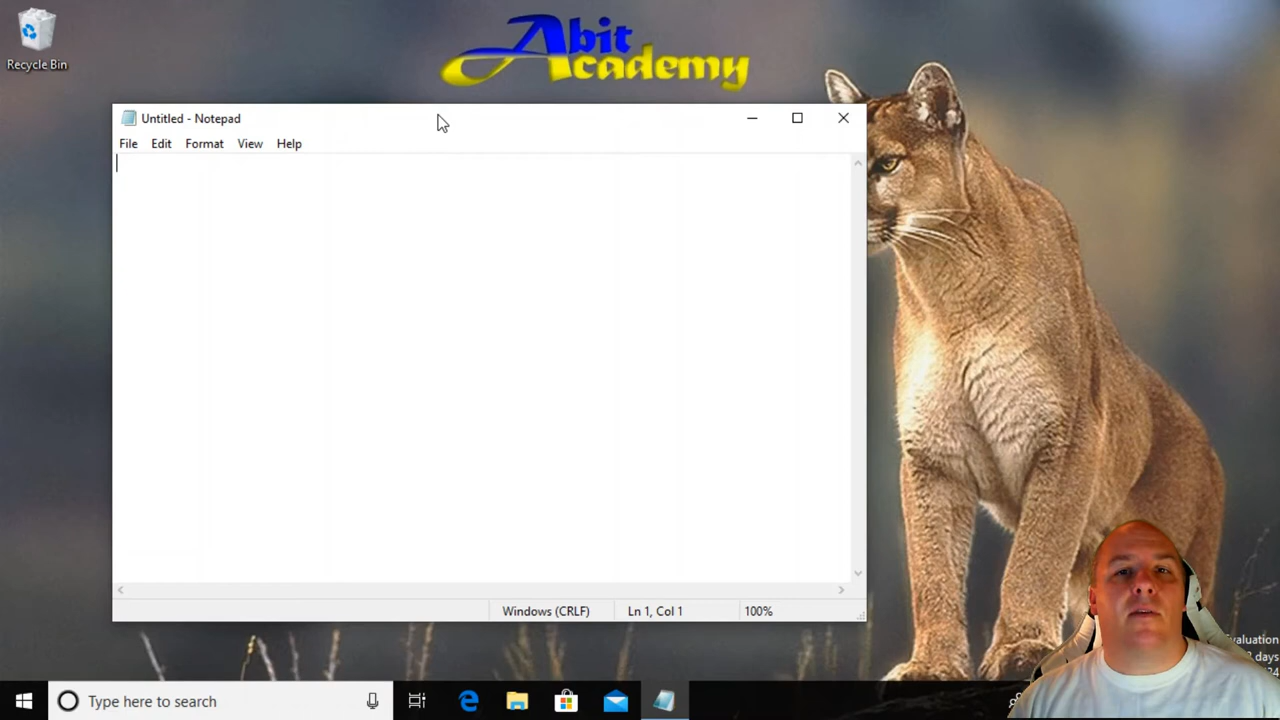 Recycle Bin
Abit
Academy
Untitled - Notepad
File Edit Format View Help
Windows (CRLF) Ln 1, Col 1 100%
Type here to search